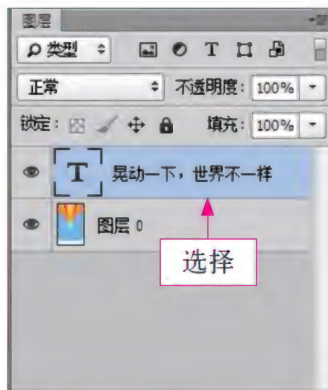 图层
类型 T
正常 不透明度: 100%
锁定: 填充: 100%
T 晃动一下，世界不一样
图层 0
选择